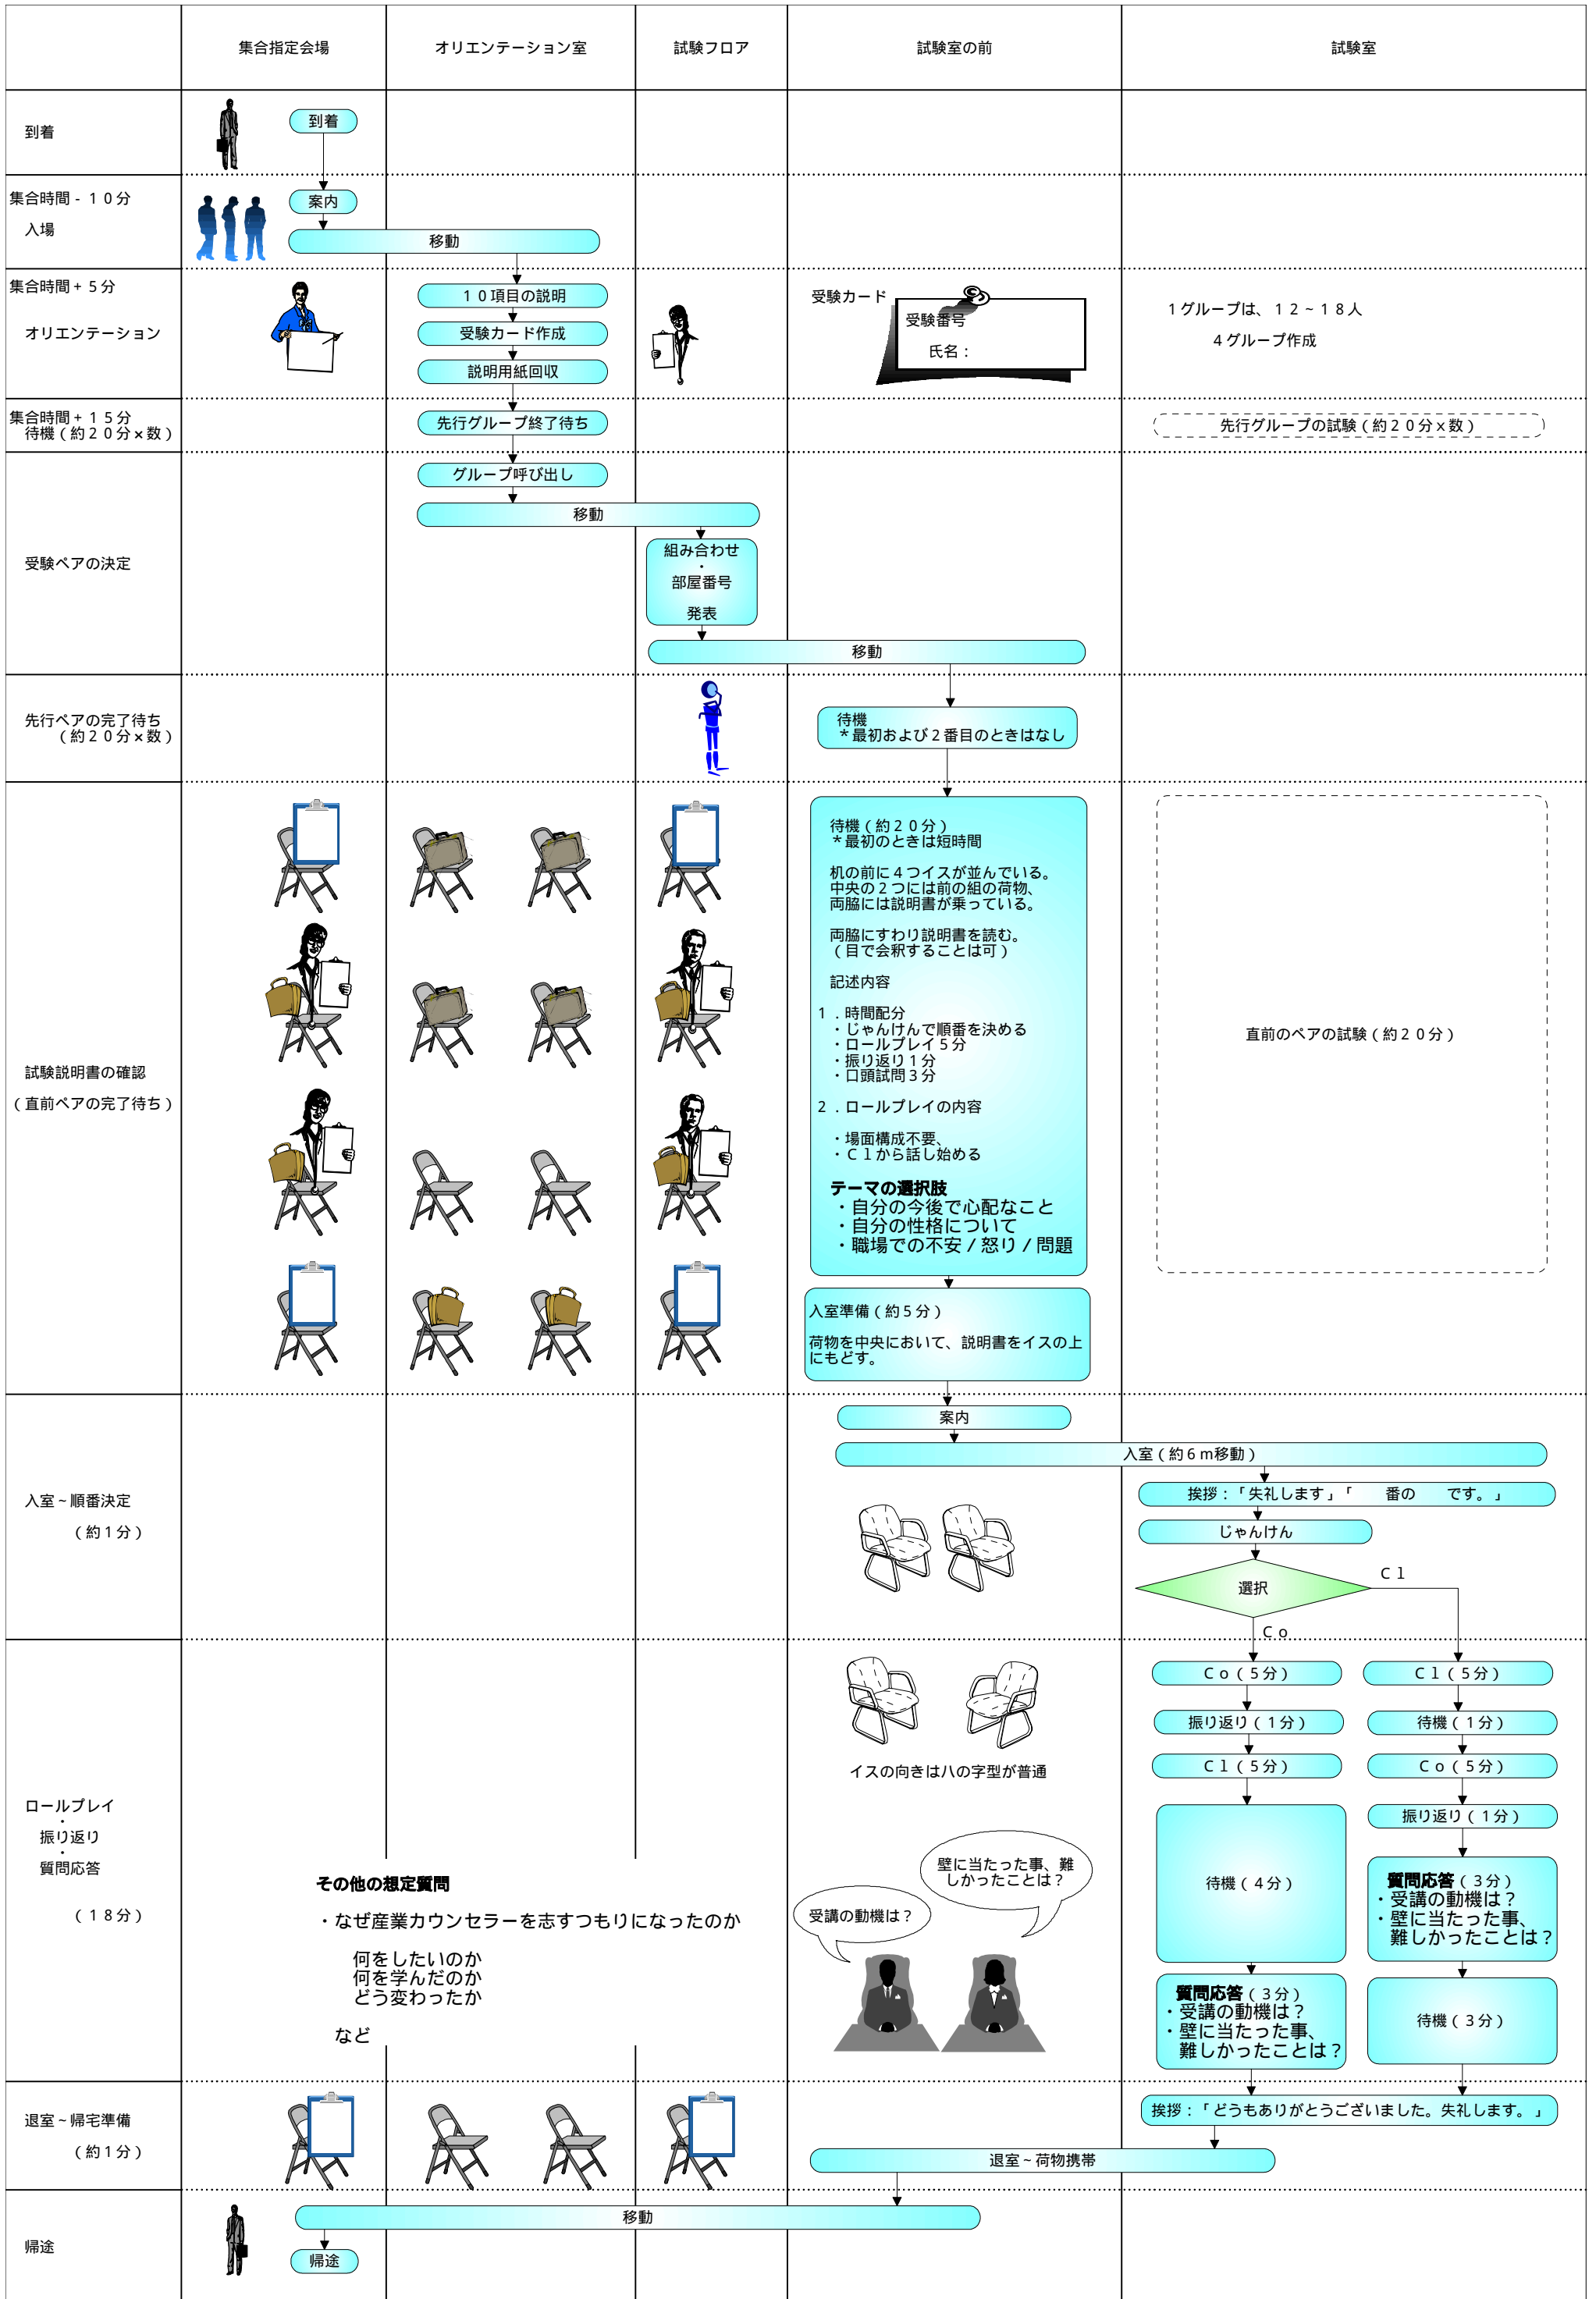 集合指定会場
オリエンテーション室
試験フロア
試験室の前
試験室
到着
到着
集合時間-10分
入場
案内
移動
集合時間+5分
オリエンテーション
10項目の説明
受験カード作成
説明用紙回収
受験カード
受験番号
氏名:
1グループは、12~18人
4グループ作成
集合時間+15分
待機(約20分×数)
先行グループ終了待ち
先行グループの試験(約20分x数)
受験ペアの決定
グループ呼び出し
移動
組み合わせ
・
部屋番号
発表
移動
先行ペアの完了待ち
(約20分×数)
待機
*最初および2番目のときはなし
試験説明書の確認
(直前ペアの完了待ち)
待機(約20分)
*最初のときは短時間
机の前に4つイスが並んでいる。
中央の2つには前の組の荷物、
両脇には説明書が乗っている。
両脇にすわり説明書を読む。
(目で会釈することは可)
記述内容
1.時間配分
・じゃんけんで順番を決める
・ロールプレイ5分
・振り返り1分
・口頭試問3分
2.ロールプレイの内容
・場面構成不要、
・Clから話し始める
テーマの選択肢
・自分の今後で心配なこと
・自分の性格について
・職場での不安/怒り/問題
直前のペアの試験(約20分)
入室準備(約5分)
荷物を中央において、説明書をイスの上
にもどす。
入室~順番決定
(約1分)
案内
入室(約6m移動)
挨拶:「失礼します」「 番の です。」
じゃんけん
選択
Cl
Co
ロールプレイ
・
振り返り
・
質問応答
(18分)
イスの向きはハの字型が普通
Co(5分)
Cl(5分)
振り返り(1分)
待機(1分)
Cl(5分)
Co(5分)
待機(4分)
振り返り(1分)
質問応答(3分)
・受講の動機は?
・壁に当たった事、
難しかったことは?
質問応答(3分)
・受講の動機は?
・壁に当たった事、
難しかったことは?
待機(3分)
その他の想定質問
・なぜ産業カウンセラーを志すつもりになったのか
何をしたいのか
何を学んだのか
どう変わったか
など
壁に当たった事、難
しかったことは?
受講の動機は?
退室~帰宅準備
(約1分)
挨拶:「どうもありがとうございました。失礼します。」
退室~荷物携帯
帰途
移動
帰途